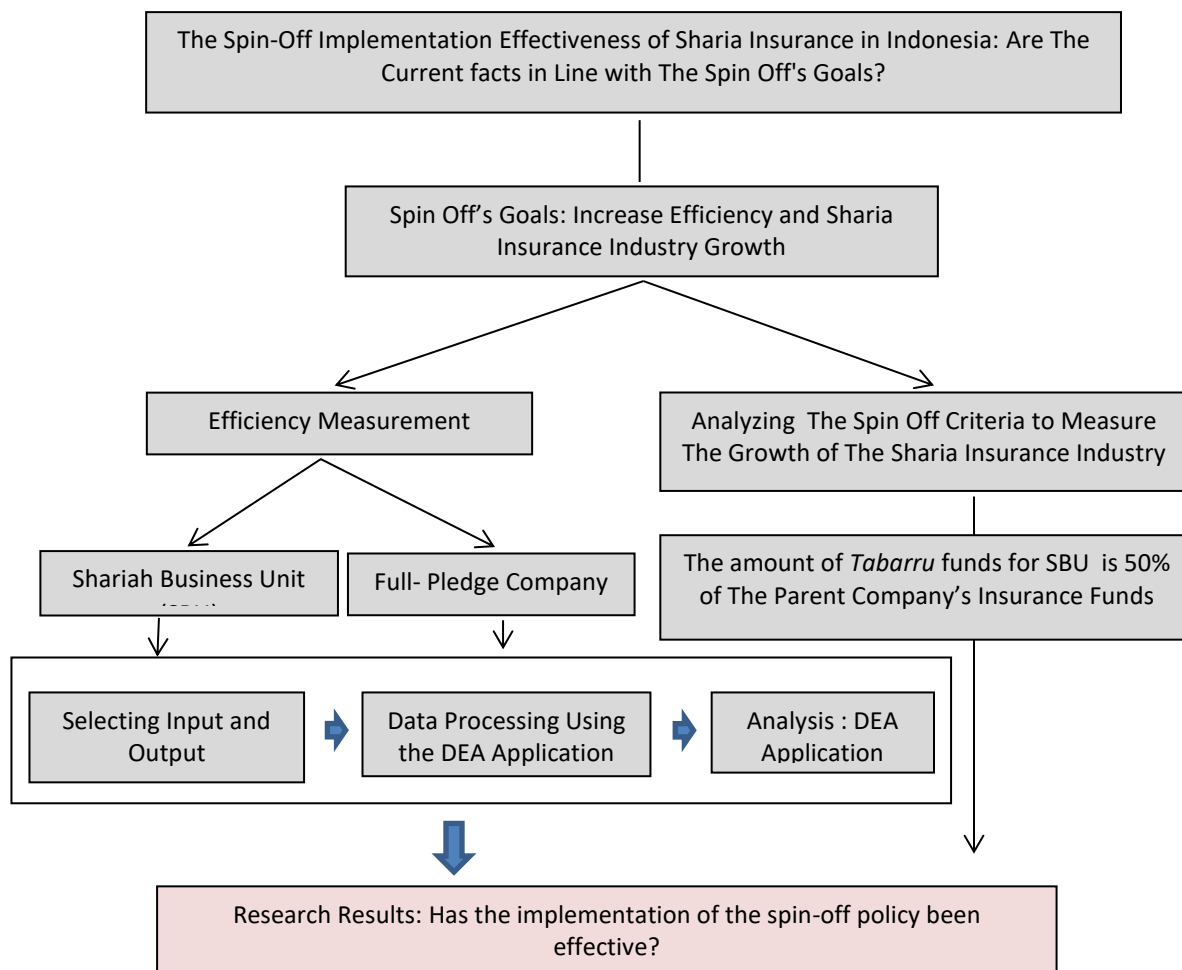 The Spin-Off Implementation Effectiveness of Sharia Insurance in Indonesia: Are The
Current facts in Line with The Spin Off's Goals?
Spin Off’s Goals: Increase Efficiency and Sharia
Insurance Industry Growth
Efficiency Measurement
Analyzing The Spin Off Criteria to Measure
The Growth of The Sharia Insurance Industry
Shariah Business Unit
Full- Pledge Company
The amount of Tabarru funds for SBU is 50%
of The Parent Company’s Insurance Funds
Selecting Input and
Output
Data Processing Using
the DEA Application
Analysis : DEA
Application
Research Results: Has the implementation of the spin-off policy been
effective?